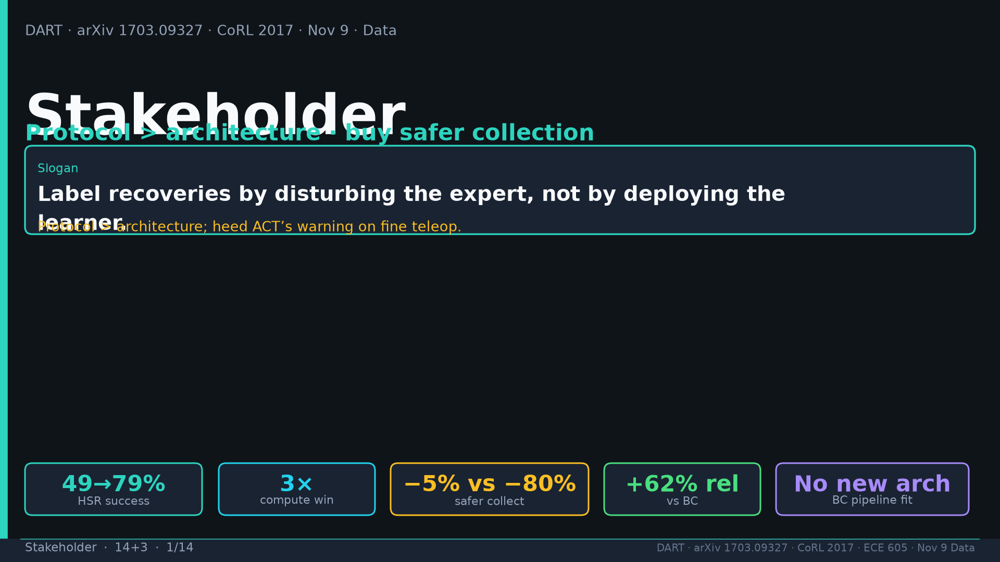 DART · arXiv 1703.09327 · CoRL 2017 · Nov 9 · Data
Stakeholder
Protocol > architecture · buy safer collection
Slogan
Label recoveries by disturbing the expert, not by deploying the
learner.
Protocol > architecture; heed ACT’s warning on fine teleop.
49→79%
HSR success
3×
compute win
−5% vs −80%
safer collect
+62% rel
vs BC
No new arch
BC pipeline fit
Stakeholder · 14+3 · 1/14
DART · arXiv 1703.09327 · CoRL 2017 · ECE 605 · Nov 9 Data